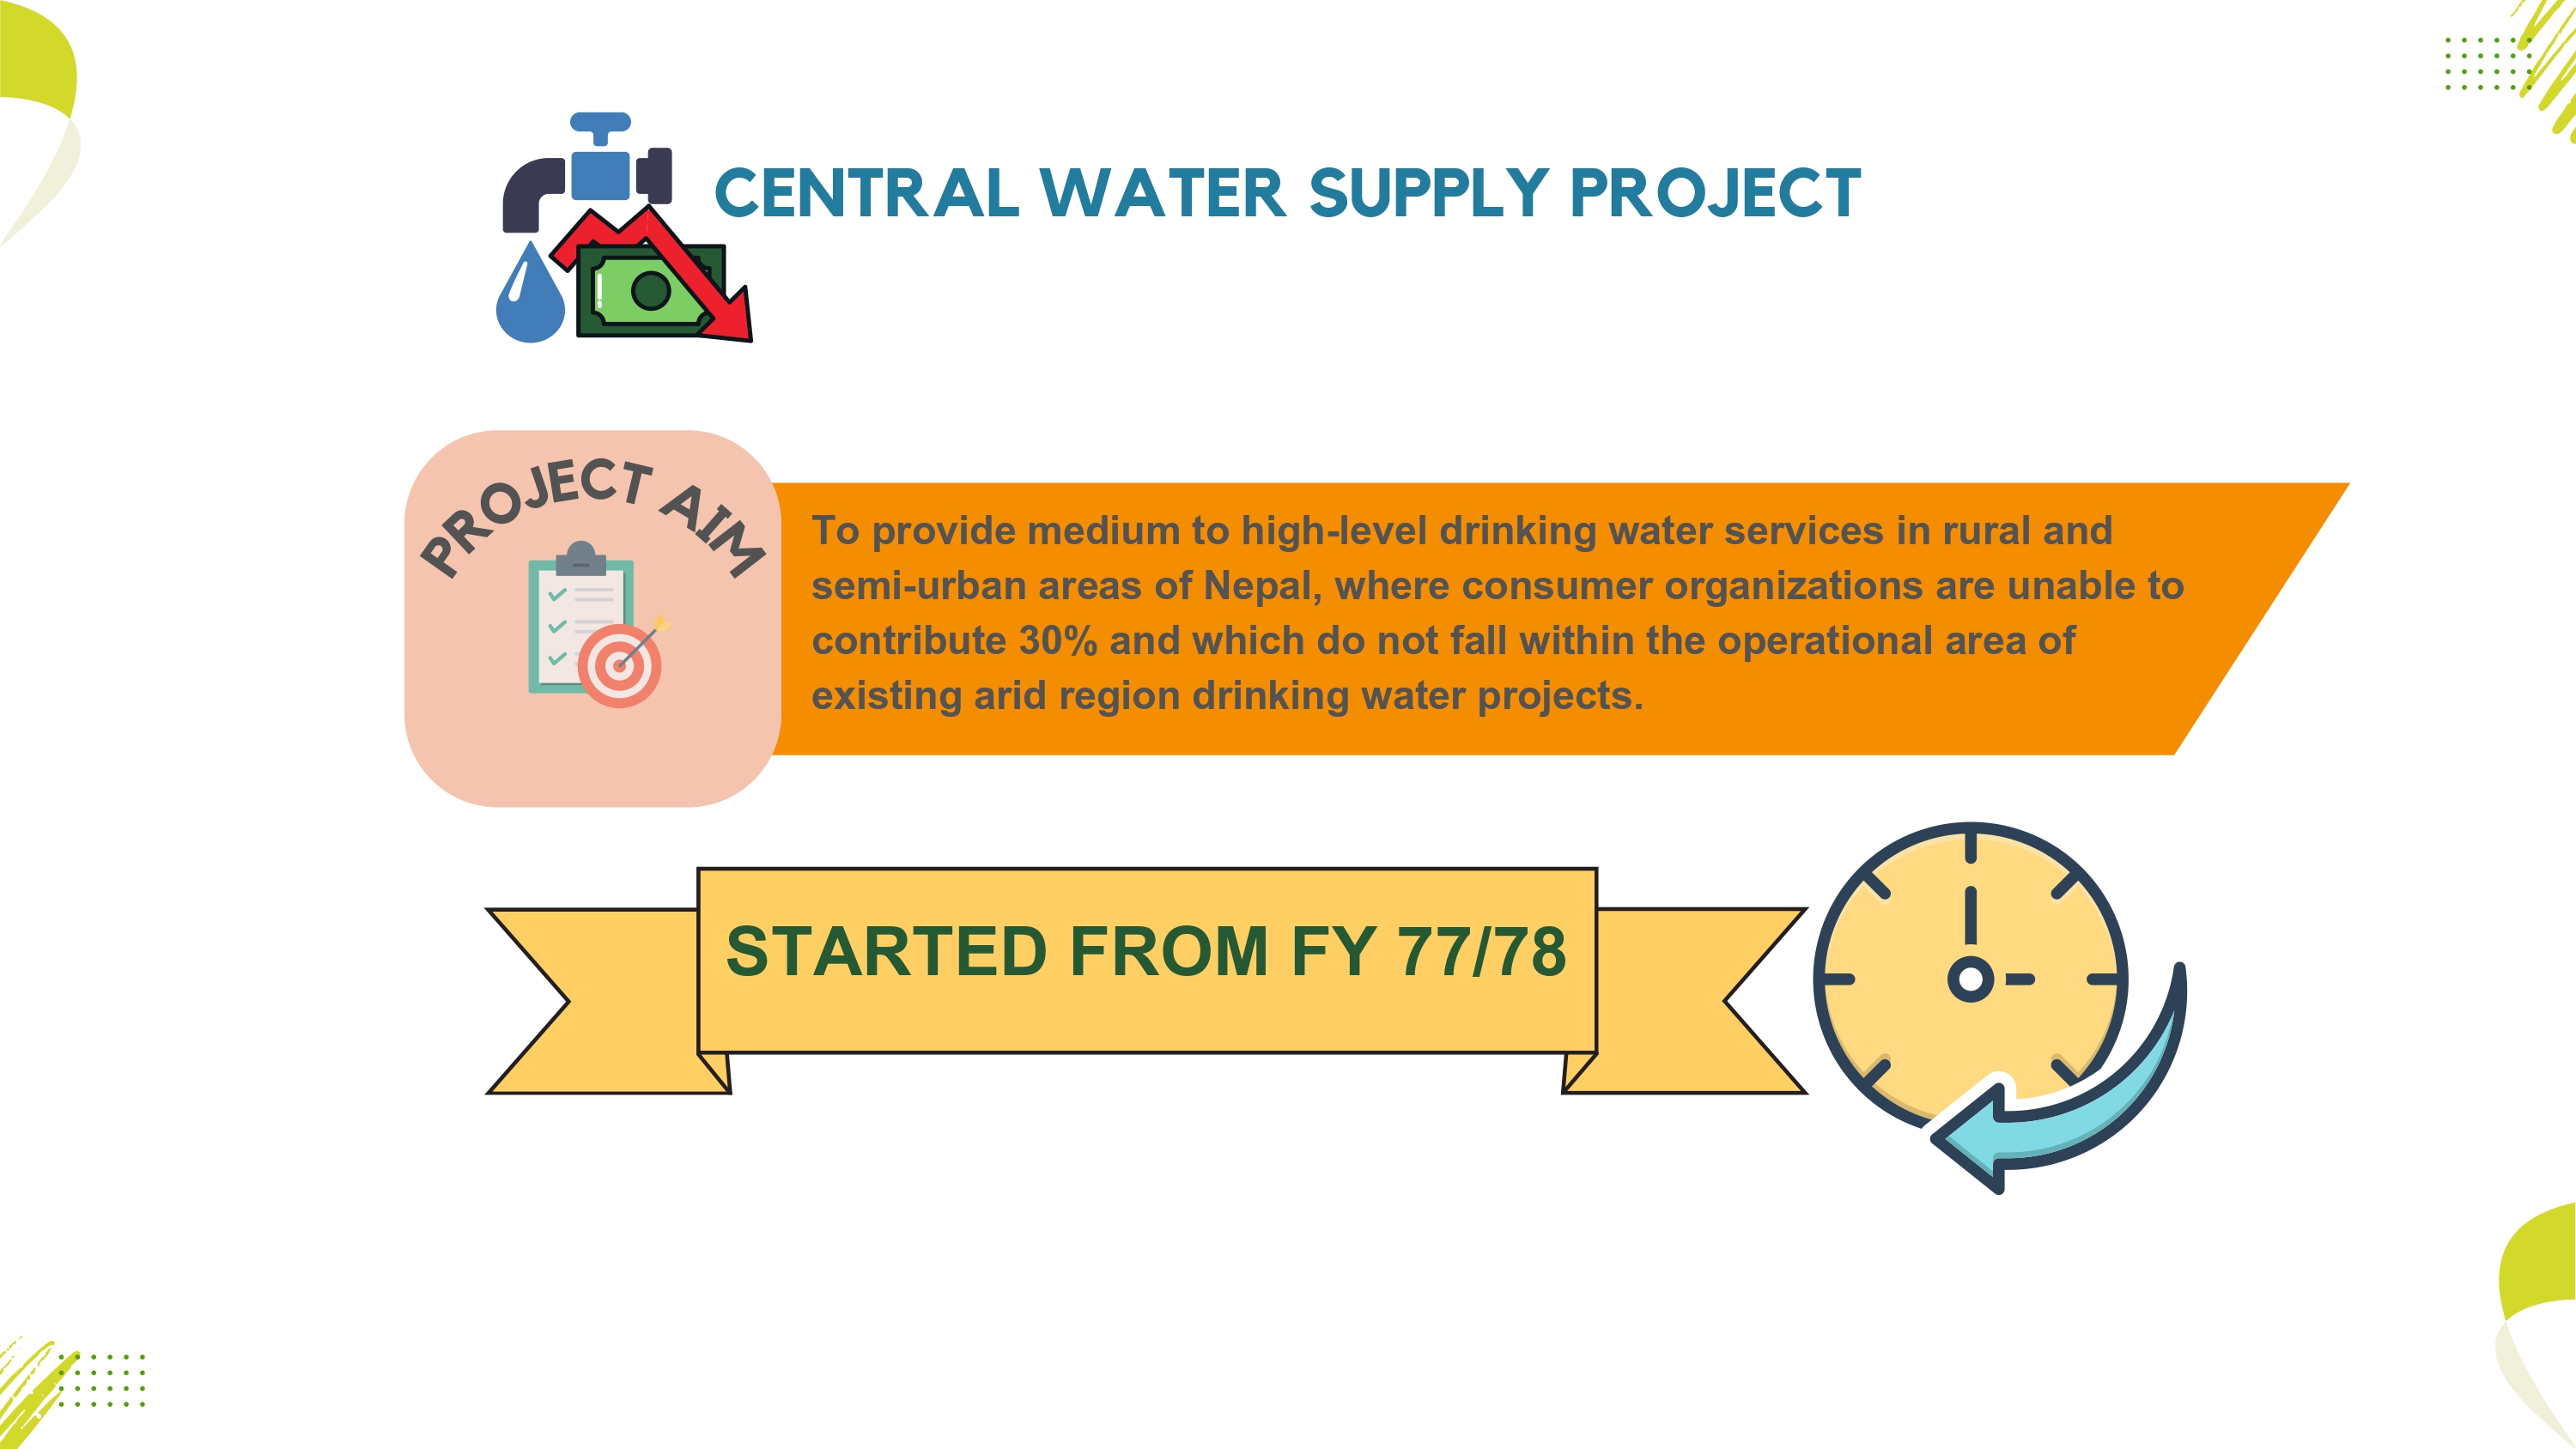 CENTRAL WATER SUPPLY PROJECT
PROJECT AIM
To provide medium to high-level drinking water services in rural and
semi-urban areas of Nepal, where consumer organizations are unable to
contribute 30% and which do not fall within the operational area of
existing arid region drinking water projects.
STARTED FROM FY 77/78